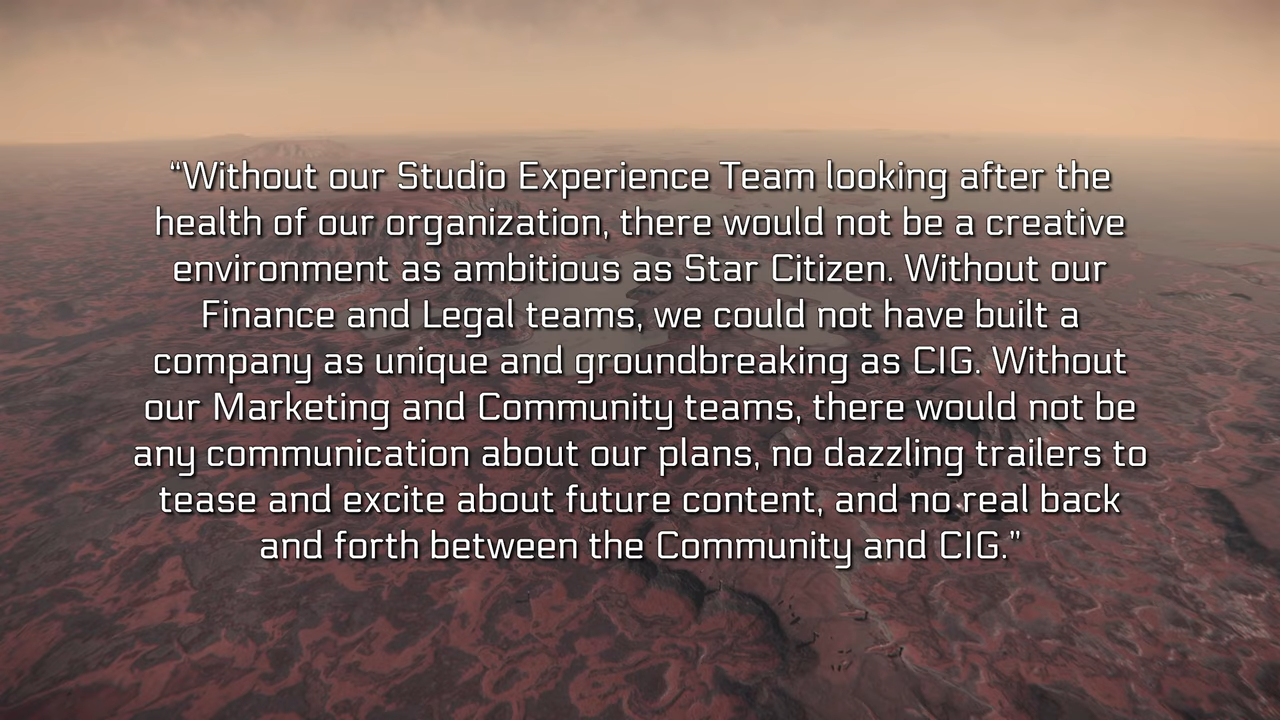 “Without our Studio Experience Team looking after the
health of our organization, there would not be a creative
environment as ambitious as Star Citizen. Without our
Finance and Legal teams, we could not have built a
company as unique and groundbreaking as CIG. Without
our Marketing and Community teams, there would not be
any communication about our plans, no dazzling trailers to
tease and excite about future content, and no real back
and forth between the Community and CIG.”